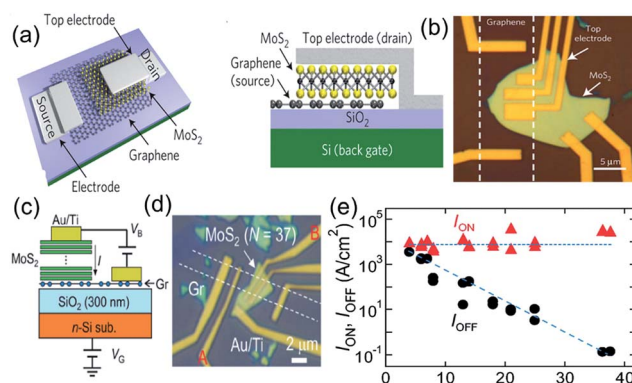 (a)
Top electrode
Drain
Source
MoS2
Graphene
Electrode
MoS2
Top electrode (drain)
Graphene
(source)
SiO2
Si (back gate)
(b)
Graphene
Top
electrode
MoS2
5 μm
(c)
Au/Ti
VB
MoS2
I
Gr
SiO2 (300 nm)
n-Si sub.
VG
(d)
MoS2 (N = 37)
B
Gr
Au/Ti
2 μm
A
(e)
ION, IOFF (A/cm2)
10^5
10^3
10^1
10^-1
ION
IOFF
0 10 20 30 40